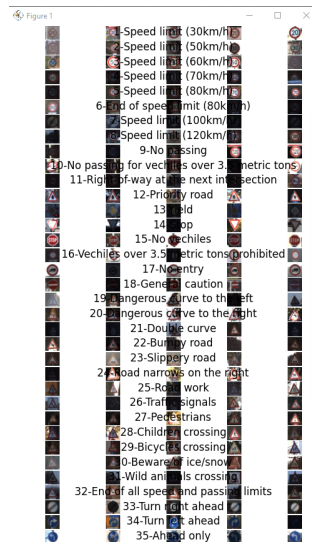 Figure 1
1-Speed limit (30km/h)
2-Speed limit (50km/h)
3-Speed limit (60km/h)
4-Speed limit (70km/h)
5-Speed limit (80km/h)
6-End of speed limit (80km/h)
7-Speed limit (100km/h)
8-Speed limit (120km/h)
9-No passing
10-No passing for vechiles over 3.5 metric tons
11-Right-of-way at the next intersection
12-Priority road
13-Yield
14-Stop
15-No vechiles
16-Vechiles over 3.5 metric tons prohibited
17-No entry
18-General caution
19-Dangerous curve to the left
20-Dangerous curve to the right
21-Double curve
22-Bumpy road
23-Slippery road
24-Road narrows on the right
25-Road work
26-Traffic signals
27-Pedestrians
28-Children crossing
29-Bicycles crossing
30-Beware of ice/snow
31-Wild animals crossing
32-End of all speed and passing limits
33-Turn right ahead
34-Turn left ahead
35-Ahead only